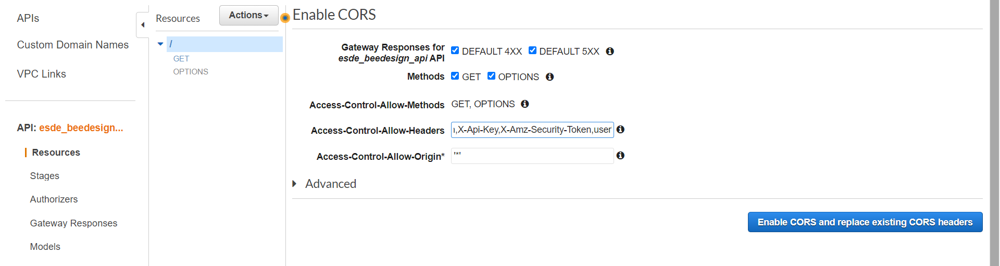 APIs
Custom Domain Names
VPC Links
API: esde_beedesign...
Resources
Stages
Authorizers
Gateway Responses
Models
Resources
Actions
/
GET
OPTIONS
Enable CORS
Gateway Responses for
esde_beedesign_api API
DEFAULT 4XX DEFAULT 5XX
Methods GET OPTIONS
Access-Control-Allow-Methods GET, OPTIONS
Access-Control-Allow-Headers ,X-Api-Key,X-Amz-Security-Token,user
Access-Control-Allow-Origin* '*'
Advanced
Enable CORS and replace existing CORS headers